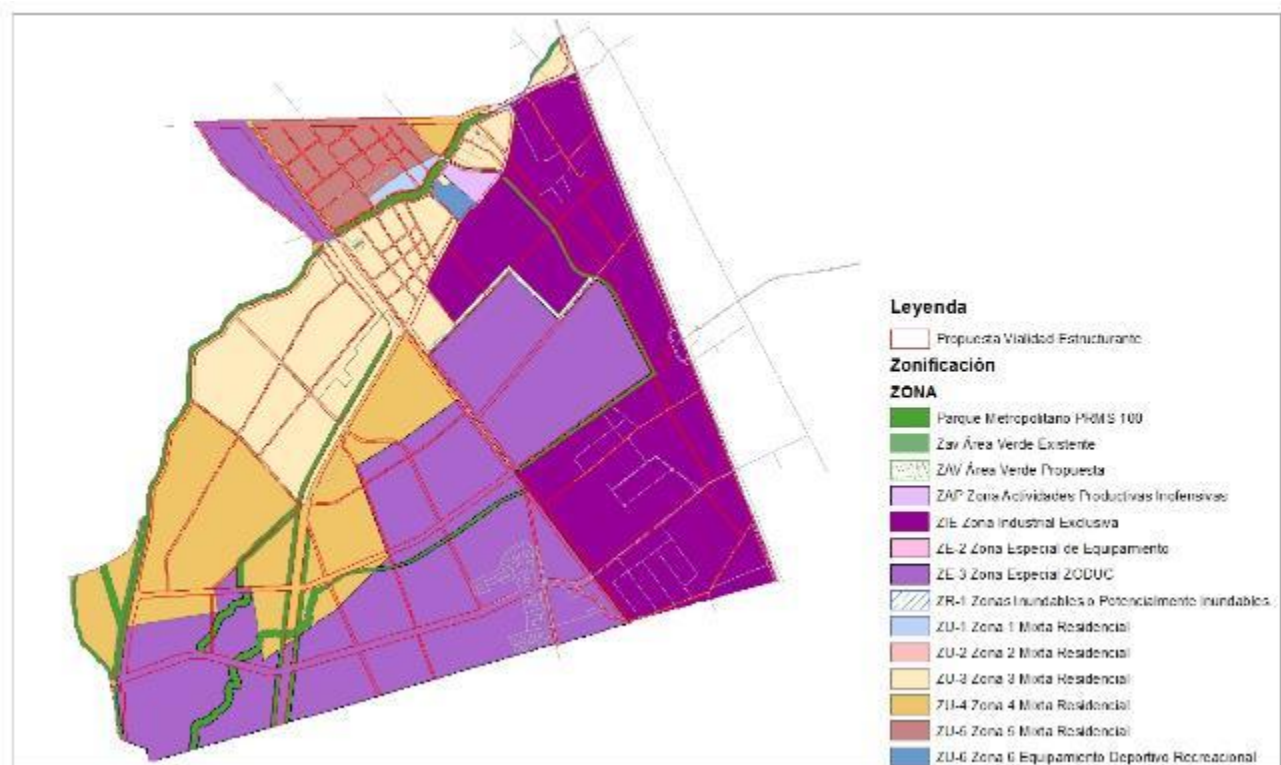 Leyenda
Propuesta Vialidad Estructurante
Zonificación
ZONA
Parque Metropolitano PRMS 100
Zav Área Verde Existente
ZAV Área Verde Propuesta
ZAP Zona Actividades Productivas Inofensivas
ZIE Zona Industrial Exclusiva
ZE-2 Zona Especial de Equipamiento
ZE-3 Zona Especial ZODUC
ZR-1 Zonas Inundables o Potencialmente Inundables
ZU-1 Zona 1 Mixta Residencial
ZU-2 Zona 2 Mixta Residencial
ZU-3 Zona 3 Mixta Residencial
ZU-4 Zona 4 Mixta Residencial
ZU-5 Zona 5 Mixta Residencial
ZU-6 Zona 6 Equipamiento Deportivo Recreacional